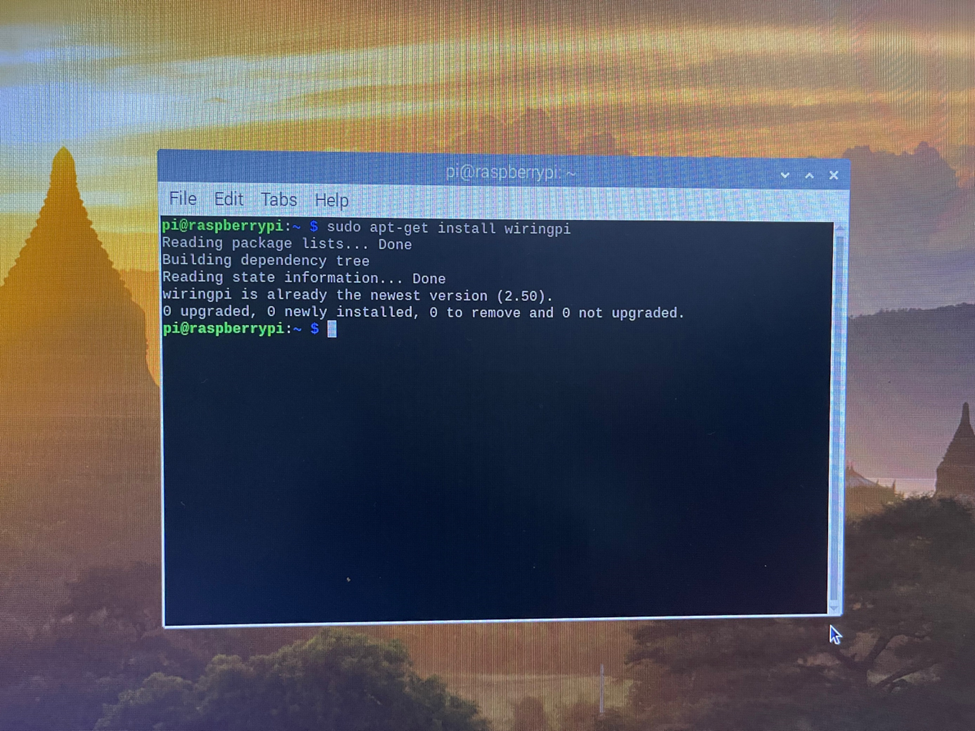 pi@raspberrypi: ~
File Edit Tabs Help
pi@raspberrypi:~ $ sudo apt-get install wiringpi
Reading package lists... Done
Building dependency tree
Reading state information... Done
wiringpi is already the newest version (2.50).
0 upgraded, 0 newly installed, 0 to remove and 0 not upgraded.
pi@raspberrypi:~ $